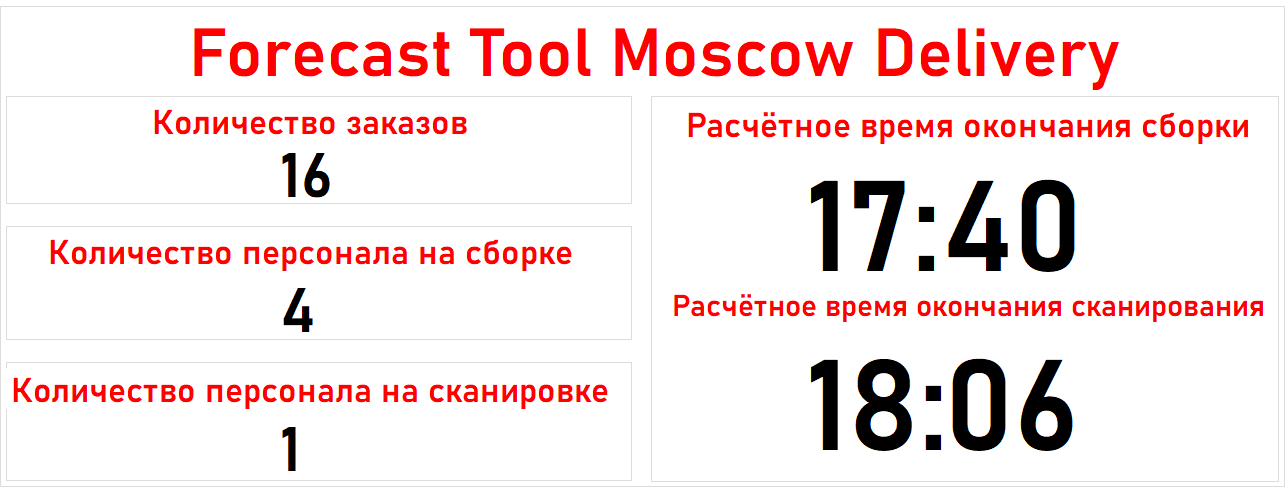 Forecast Tool Moscow Delivery
Количество заказов
16
Количество персонала на сборке
4
Количество персонала на сканировке
1
Расчётное время окончания сборки
17:40
Расчётное время окончания сканирования
18:06